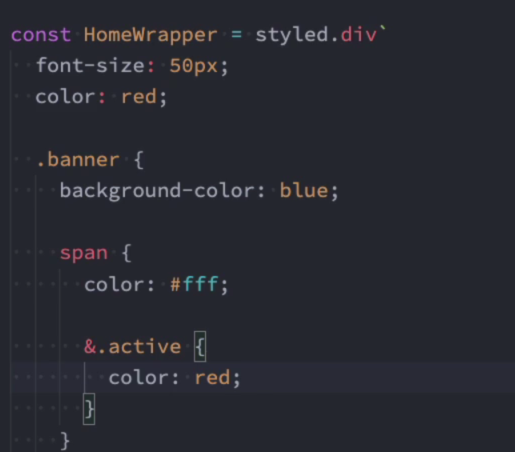 const HomeWrapper = styled.div`
  font-size: 50px;
  color: red;

  .banner {
    background-color: blue;

    span {
      color: #fff;

      &.active {
        color: red;
      }
    }